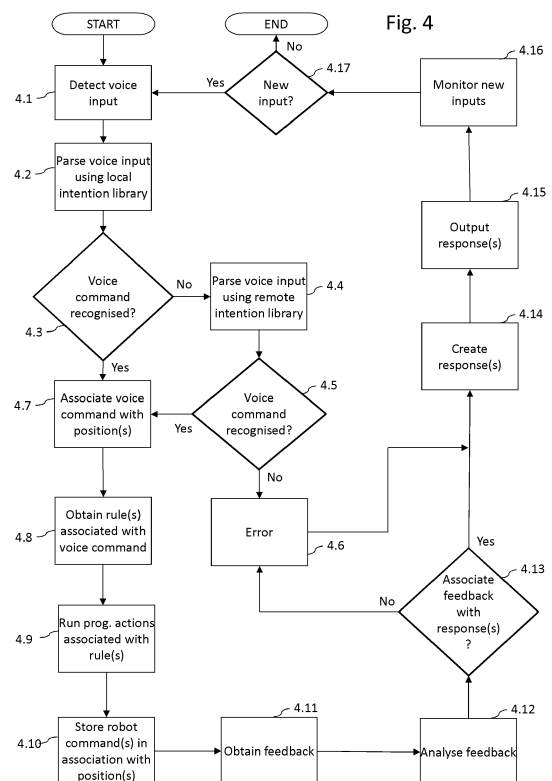 START
END
Fig. 4
No
4.17
4.16
Detect voice
input
4.1
Yes
New
input?
Monitor new
inputs
4.2
Parse voice input
using local
intention library
4.15
Output
response(s)
Voice
command
recognised?
4.3
No
Parse voice input
using remote
intention library
4.4
4.14
Create
response(s)
Yes
4.7
Associate voice
command with
position(s)
Yes
Voice
command
recognised?
4.5
No
Obtain rule(s)
associated with
voice command
4.8
Error
4.6
Yes
4.13
Associate
feedback
with
response(s)
?
No
4.9
Run prog. actions
associated with
rule(s)
4.10
Store robot
command(s) in
association with
position(s)
4.11
Obtain feedback
4.12
Analyse feedback